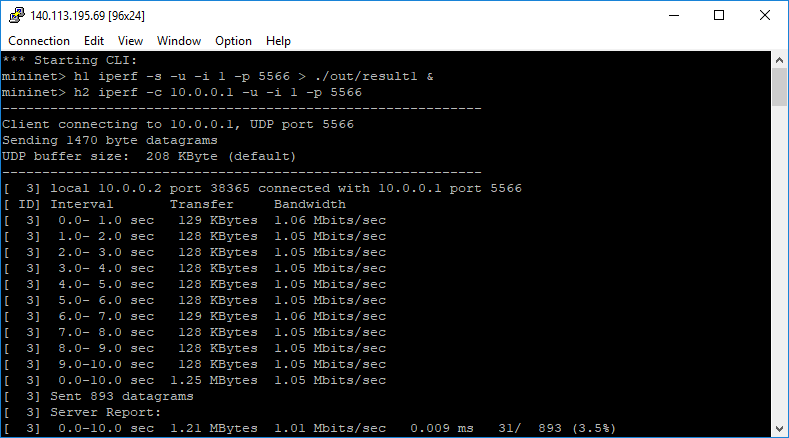 140.113.195.69 [96x24]
Connection Edit View Window Option Help
*** Starting CLI:
mininet> h1 iperf -s -u -i 1 -p 5566 > ./out/result1 &
mininet> h2 iperf -c 10.0.0.1 -u -i 1 -p 5566
------------------------------------------------------------
Client connecting to 10.0.0.1, UDP port 5566
Sending 1470 byte datagrams
UDP buffer size:  208 KByte (default)
------------------------------------------------------------
[  3] local 10.0.0.2 port 38365 connected with 10.0.0.1 port 5566
[ ID] Interval       Transfer     Bandwidth
[  3]  0.0- 1.0 sec   129 KBytes  1.06 Mbits/sec
[  3]  1.0- 2.0 sec   128 KBytes  1.05 Mbits/sec
[  3]  2.0- 3.0 sec   128 KBytes  1.05 Mbits/sec
[  3]  3.0- 4.0 sec   128 KBytes  1.05 Mbits/sec
[  3]  4.0- 5.0 sec   128 KBytes  1.05 Mbits/sec
[  3]  5.0- 6.0 sec   128 KBytes  1.05 Mbits/sec
[  3]  6.0- 7.0 sec   129 KBytes  1.06 Mbits/sec
[  3]  7.0- 8.0 sec   128 KBytes  1.05 Mbits/sec
[  3]  8.0- 9.0 sec   128 KBytes  1.05 Mbits/sec
[  3]  9.0-10.0 sec   128 KBytes  1.05 Mbits/sec
[  3]  0.0-10.0 sec  1.25 MBytes  1.05 Mbits/sec
[  3] Sent 893 datagrams
[  3] Server Report:
[  3]  0.0-10.0 sec  1.21 MBytes  1.01 Mbits/sec   0.009 ms   31/  893 (3.5%)